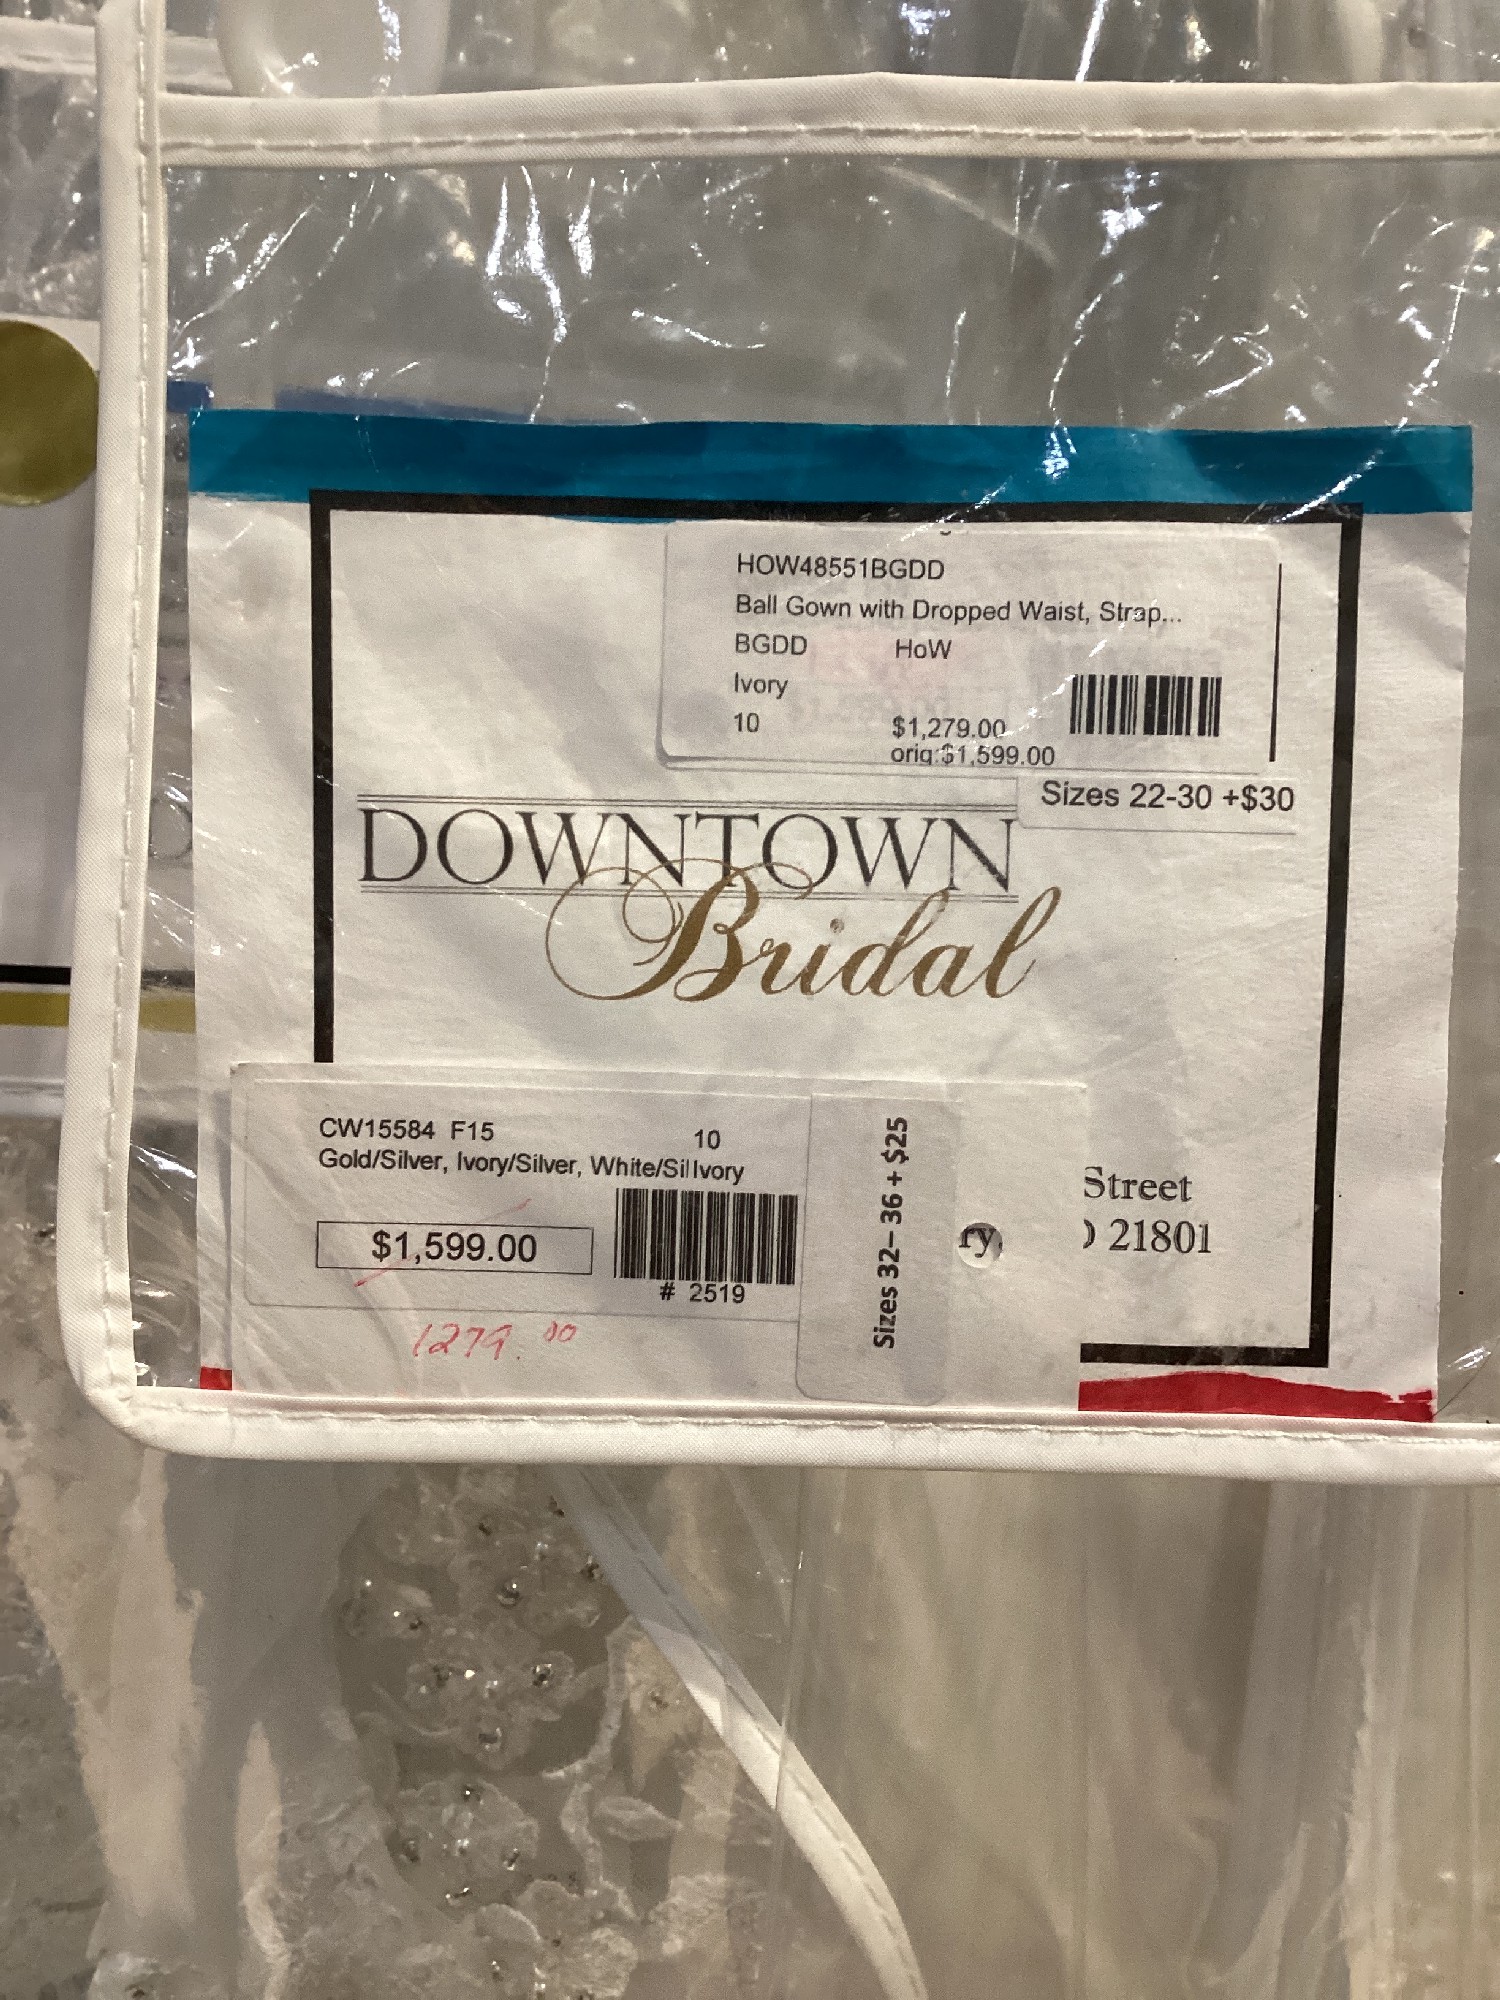 HOW48551BGDD
Ball Gown with Dropped Waist, Strap...
BGDD HoW
Ivory
10 $1,279.00
orig:$1,599.00
Sizes 22-30 +$30
DOWNTOWN
Bridal
CW15584 F15 10
Gold/Silver, Ivory/Silver, White/Sil Ivory
$1,599.00
# 2519
1279.00
Sizes 32-36 + $25
ry,
Street
21801